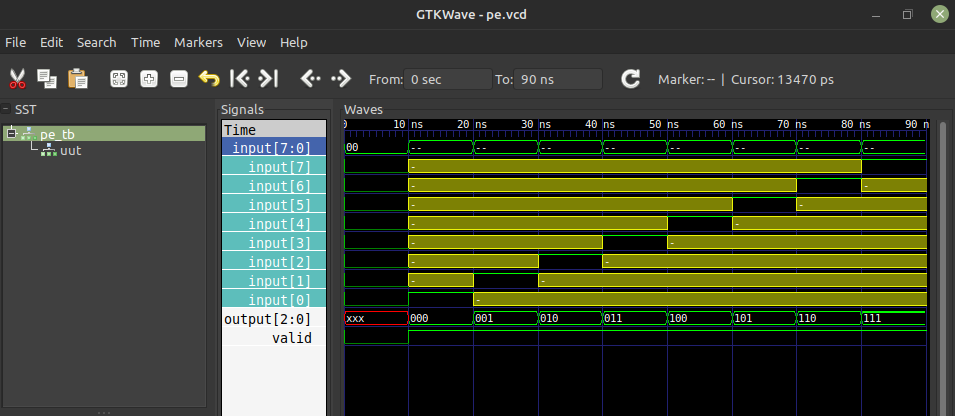 GTKWave - pe.vcd
File Edit Search Time Markers View Help
From: 0 sec To: 90 ns Marker: -- | Cursor: 13470 ps
SST
pe_tb
uut
Signals
Time
input[7:0]
input[7]
input[6]
input[5]
input[4]
input[3]
input[2]
input[1]
input[0]
output[2:0]
valid
Waves
0 10 ns 20 ns 30 ns 40 ns 50 ns 60 ns 70 ns 80 ns 90 n
00 -- -- -- -- -- -- -- --
-
- -
- -
- -
- -
- -
- -
-
xxx 000 001 010 011 100 101 110 111